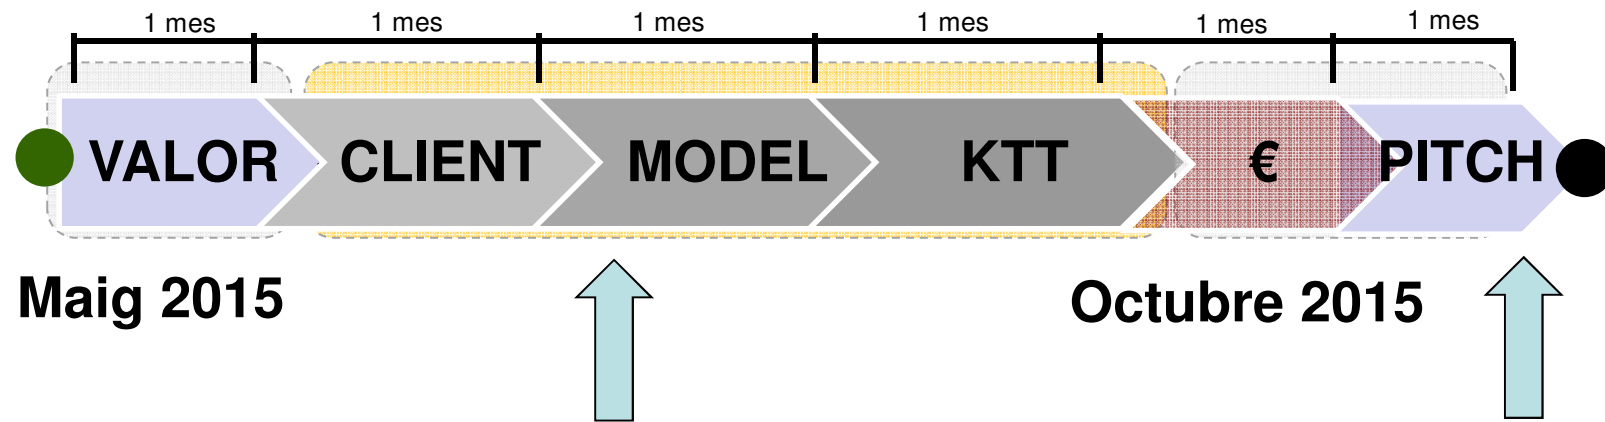 1 mes 1 mes 1 mes 1 mes 1 mes 1 mes
VALOR CLIENT MODEL KTT € PITCH
Maig 2015 Octubre 2015